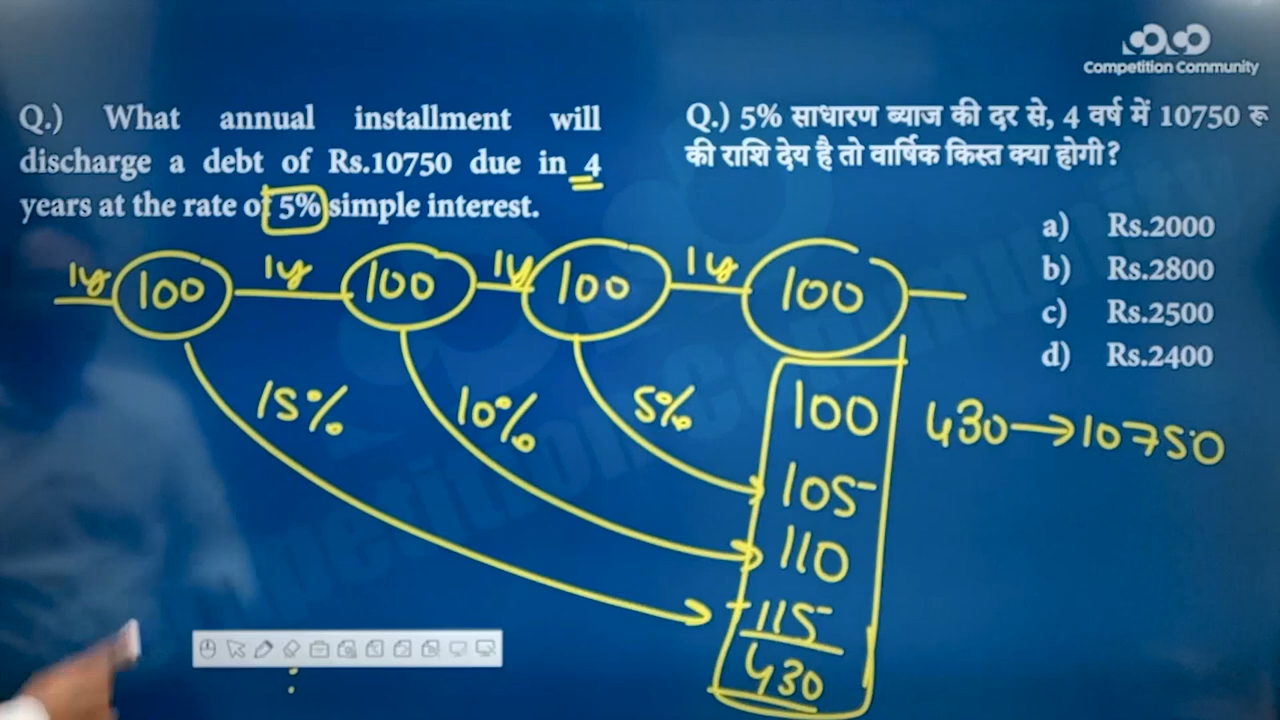 Competition Community
Q.) What annual installment will
discharge a debt of Rs.10750 due in 4
years at the rate of 5% simple interest.
Q.) 5% साधारण ब्याज की दर से, 4 वर्ष में 10750 रू
की राशि देय है तो वार्षिक किस्त क्या होगी?
a) Rs.2000
b) Rs.2800
c) Rs.2500
d) Rs.2400
1y 100 1y 100 1y 100 1y 100
15% 10% 5%
100
105
110
115
430
430→10750